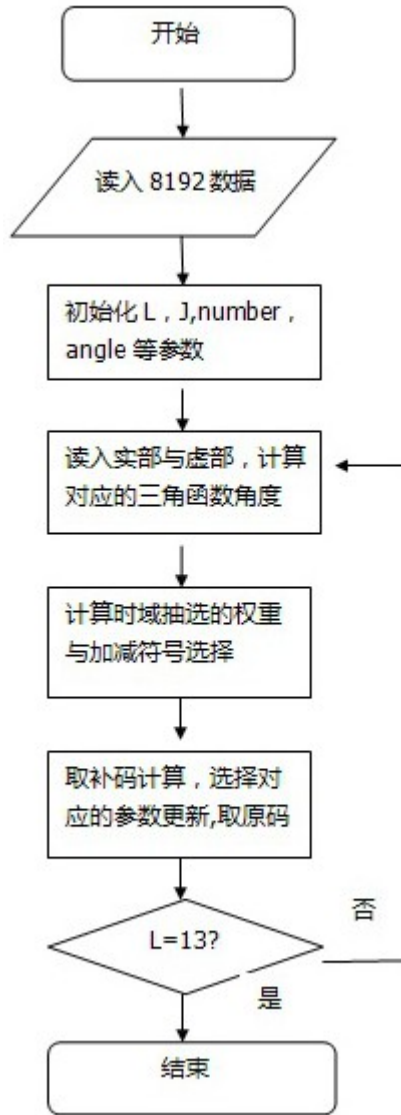 开始
读入 8192 数据
初始化 L，J,number，
angle 等参数
读入实部与虚部，计算
对应的三角函数角度
计算时域抽选的权重
与加减符号选择
取补码计算，选择对
应的参数更新,取原码
L=13?
否
是
结束